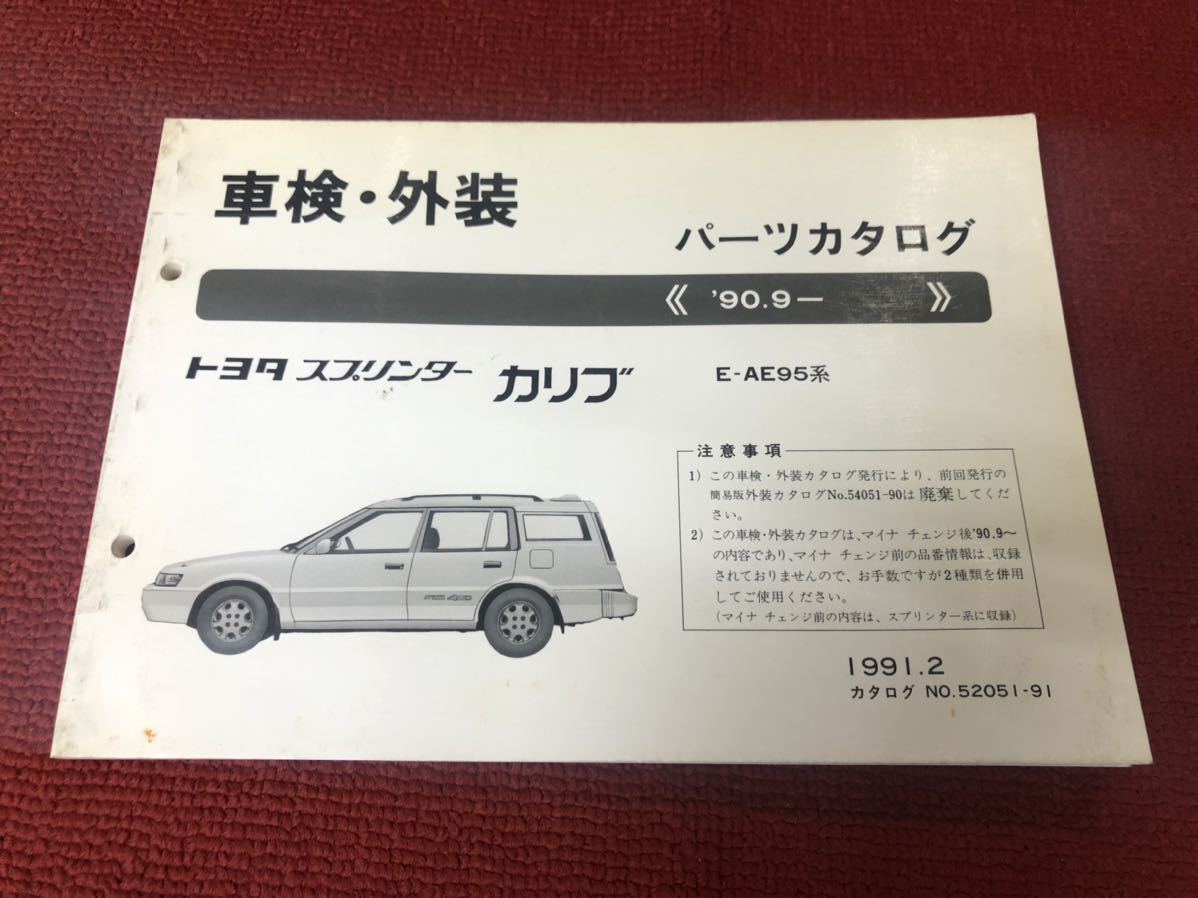 車検・外装
パーツカタログ
《 '90.9— 》
トヨタ スプリンター カリブ E-AE95系
注意事項
1) この車検・外装カタログ発行により、前回発行の
簡易版外装カタログNo.54051-90は 廃棄してくだ
さい。
2) この車検・外装カタログは、マイナ チェンジ後'90.9〜
の内容であり、マイナ チェンジ前の品番情報は、収録
されておりませんので、お手数ですが2種類を併用
してご使用ください。
(マイナ チェンジ前の内容は、スプリンター系に収録)
4WD
1991.2
カタログ NO.52051-91